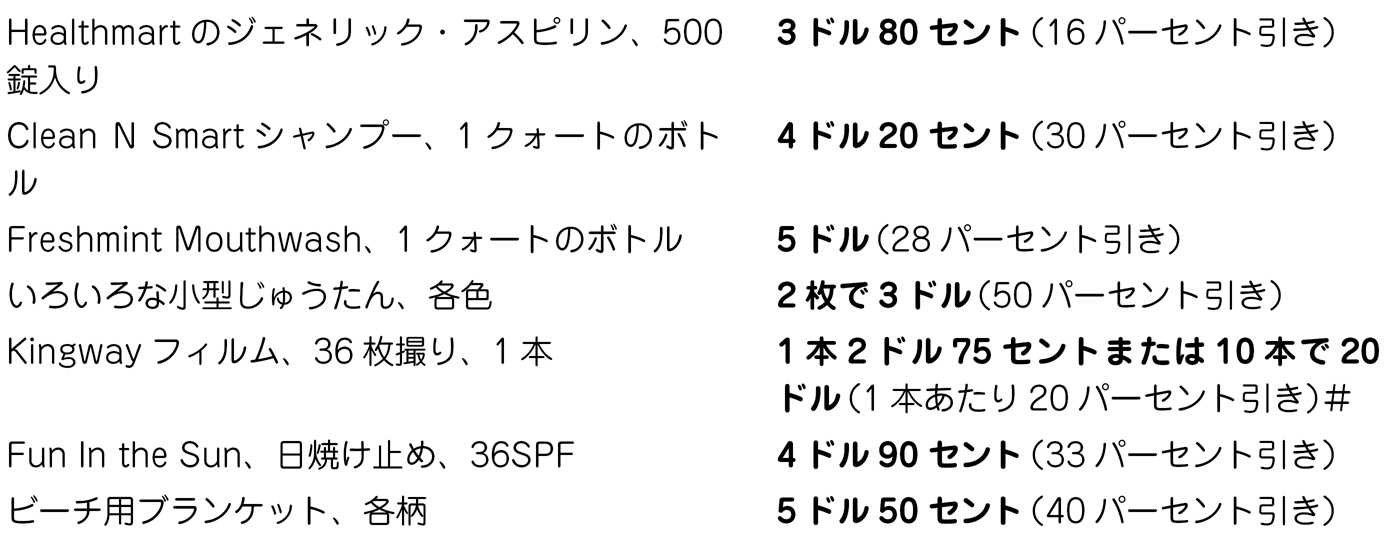 Healthmart のジェネリック・アスピリン、500
錠入り
3 ドル 80 セント(16 パーセント引き)
Clean N Smart シャンプー、1 クォートのボト
ル
4 ドル 20 セント(30 パーセント引き)
Freshmint Mouthwash、1 クォートのボトル
5 ドル(28 パーセント引き)
いろいろな小型じゅうたん、各色
2 枚で 3 ドル(50 パーセント引き)
Kingway フィルム、36 枚撮り、1 本
1 本 2 ドル 75 セントまたは 10 本で 20
ドル(1 本あたり 20 パーセント引き)#
Fun In the Sun、日焼け止め、36SPF
4 ドル 90 セント(33 パーセント引き)
ビーチ用ブランケット、各柄
5 ドル 50 セント(40 パーセント引き)